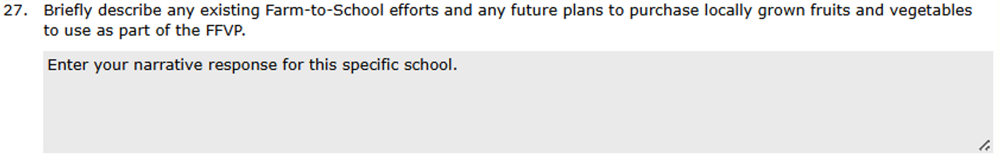 27. Briefly describe any existing Farm-to-School efforts and any future plans to purchase locally grown fruits and vegetables
to use as part of the FFVP.
Enter your narrative response for this specific school.